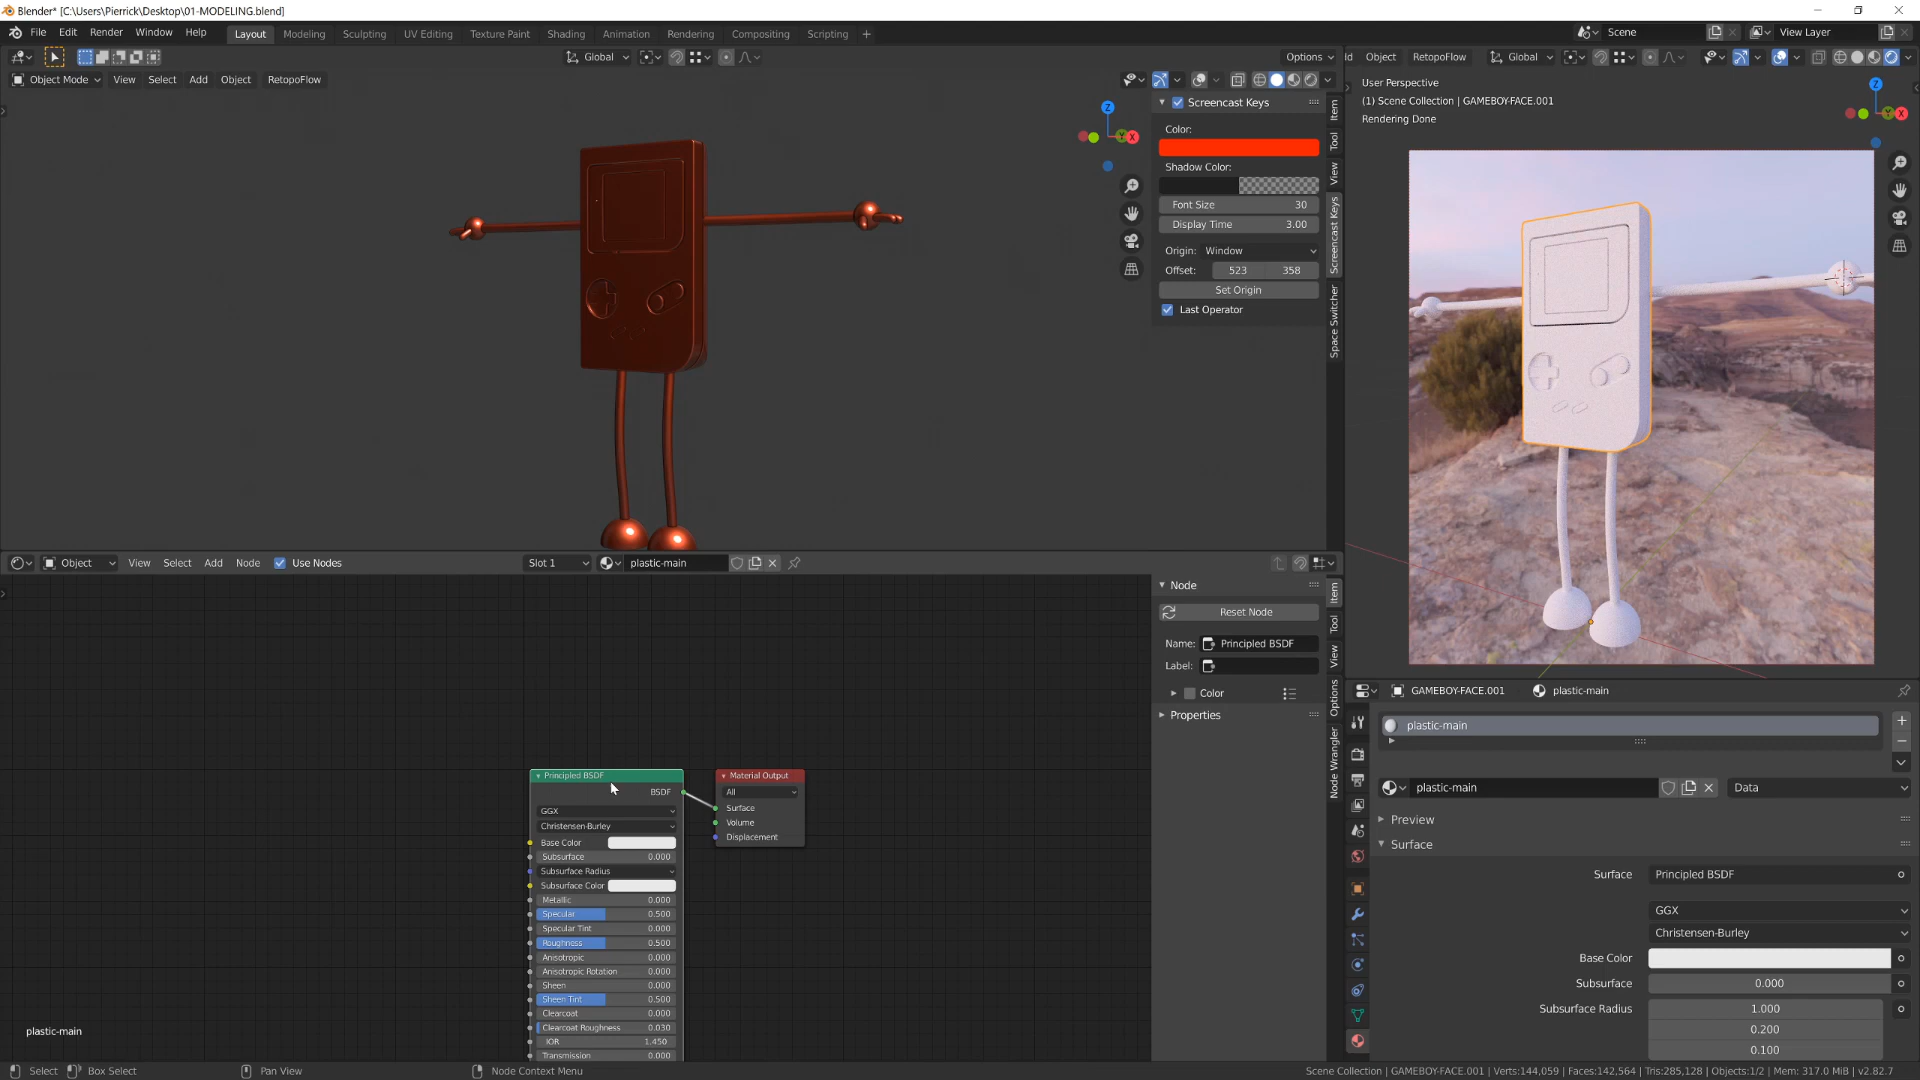 Blender* [C:\Users\Pierrick\Desktop\01-MODELING.blend]
File Edit Render Window Help Layout Modeling Sculpting UV Editing Texture Paint Shading Animation Rendering Compositing Scripting + Scene View Layer
Global Options Object RetopoFlow Global
Object Mode View Select Add Object RetopoFlow
User Perspective
(1) Scene Collection | GAMEBOY-FACE.001
Rendering Done
Screencast Keys
Color:
Shadow Color:
Font Size 30
Display Time 3.00
Origin: Window
Offset: 523 358
Set Origin
Last Operator
Item
Tool
View
Screencast Keys
Space Switcher
Z
Y
X
Z
Y
X
Object View Select Add Node Use Nodes Slot 1 plastic-main
Node
Reset Node
Name: Principled BSDF
Label:
Color
Properties
Item
Tool
View
Options
Node Wrangler
Principled BSDF
BSDF
GGX
Christensen-Burley
Base Color
Subsurface 0.000
Subsurface Radius
Subsurface Color
Metallic 0.000
Specular 0.500
Specular Tint 0.000
Roughness 0.500
Anisotropic 0.000
Anisotropic Rotation 0.000
Sheen 0.000
Sheen Tint 0.500
Clearcoat 0.000
Clearcoat Roughness 0.030
IOR 1.450
Transmission 0.000
Material Output
All
Surface
Volume
Displacement
plastic-main
GAMEBOY-FACE.001 plastic-main
plastic-main
plastic-main Data
Preview
Surface
Surface Principled BSDF
GGX
Christensen-Burley
Base Color
Subsurface 0.000
Subsurface Radius 1.000
0.200
0.100
Select Box Select Pan View Node Context Menu Scene Collection | GAMEBOY-FACE.001 | Verts:144,059 | Faces:142,564 | Tris:285,128 | Objects:1/2 | Mem: 317.0 MiB | v2.82.7